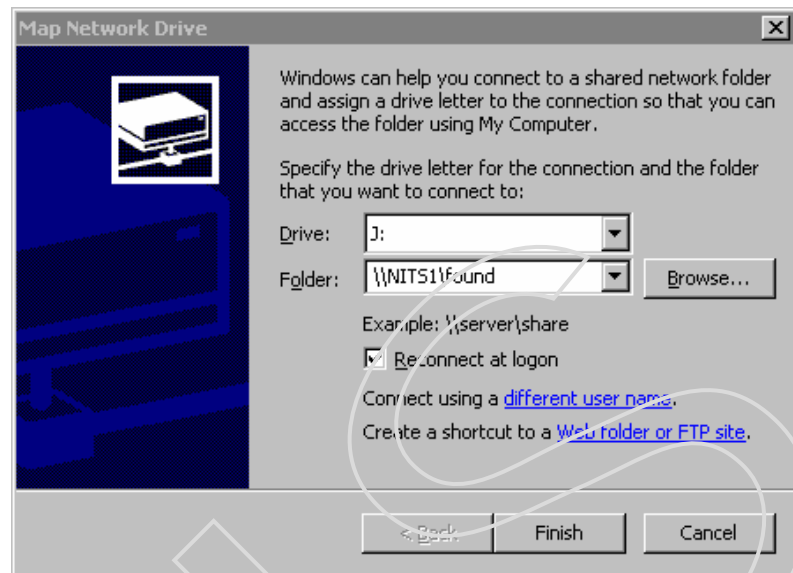 Map Network Drive
Windows can help you connect to a shared network folder
and assign a drive letter to the connection so that you can
access the folder using My Computer.
Specify the drive letter for the connection and the folder
that you want to connect to:
Drive: J:
Folder: \\NITS1\found Browse...
Example: \\server\share
Reconnect at logon
Connect using a different user name.
Create a shortcut to a Web folder or FTP site.
< Back Finish Cancel